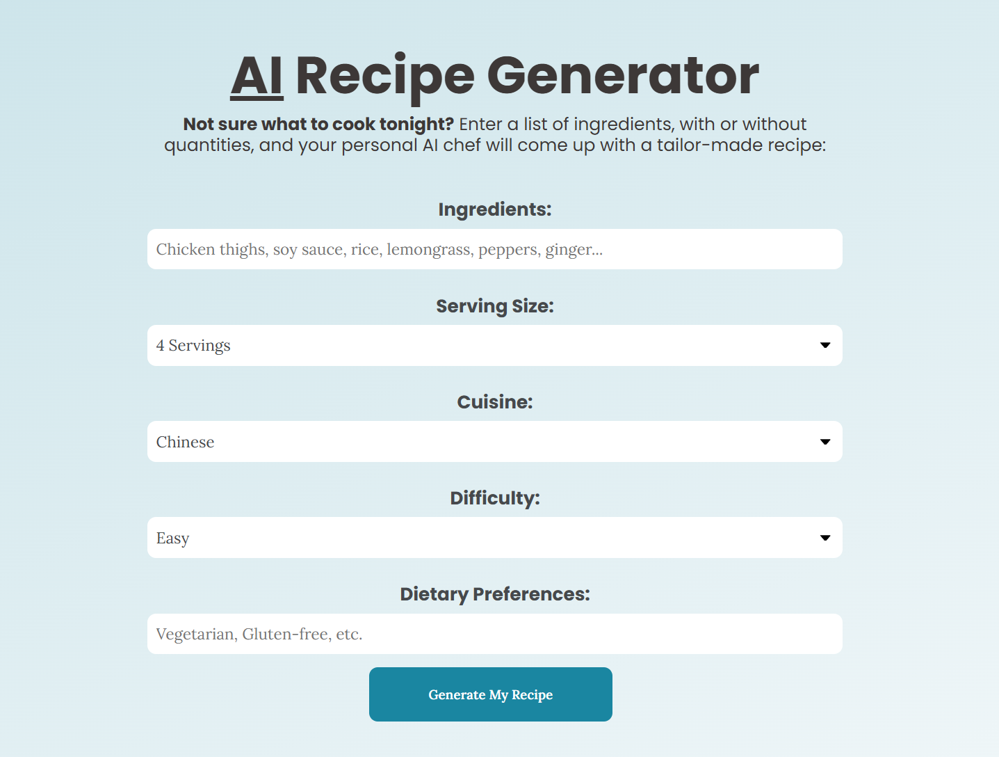 AI Recipe Generator
Not sure what to cook tonight? Enter a list of ingredients, with or without
quantities, and your personal AI chef will come up with a tailor-made recipe:
Ingredients:
Chicken thighs, soy sauce, rice, lemongrass, peppers, ginger...
Serving Size:
4 Servings
Cuisine:
Chinese
Difficulty:
Easy
Dietary Preferences:
Vegetarian, Gluten-free, etc.
Generate My Recipe